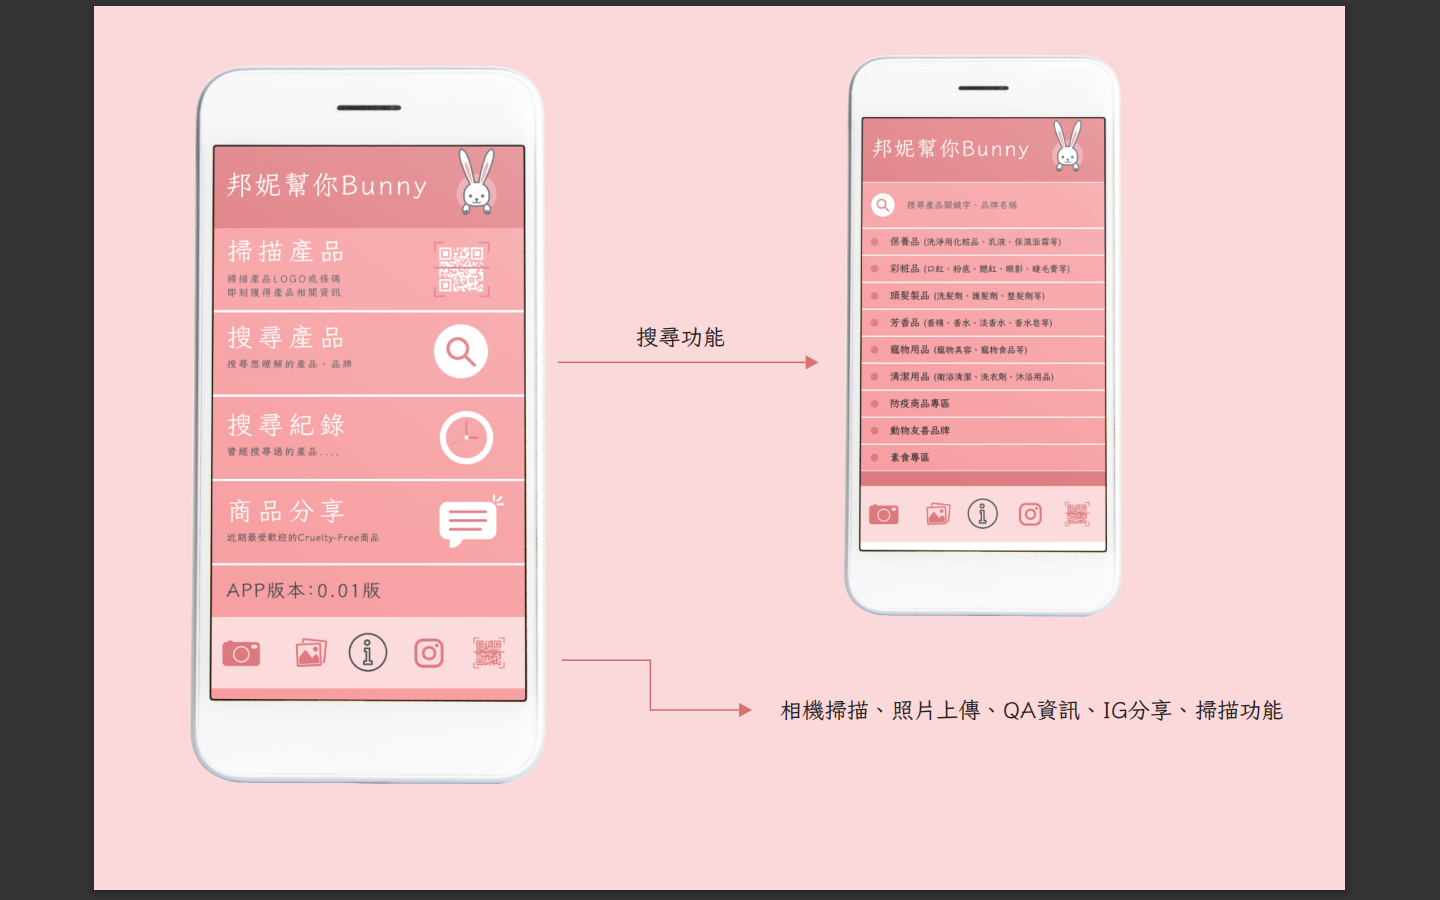 邦妮幫你Bunny
掃描產品
掃描產品LOGO或條碼
即刻獲得產品相關資訊
搜尋產品
搜尋想瞭解的產品、品牌
搜尋紀錄
曾經搜尋過的產品....
商品分享
近期最受歡迎的Cruelty-Free商品
APP版本:0.01版
搜尋功能
邦妮幫你Bunny
搜尋產品關鍵字、品牌名稱
保養品 (洗淨用化粧品、乳液、保濕面霜等)
彩粧品 (口紅、粉底、腮紅、眼影、睫毛膏等)
頭髮製品 (洗髮劑、護髮劑、整髮劑等)
芳香品 (香精、香水、淡香水、香水皂等)
寵物用品 (寵物美容、寵物食品等)
清潔用品 (衛浴清潔、洗衣劑、沐浴用品)
防疫商品專區
動物友善品牌
素食專區
相機掃描、照片上傳、QA資訊、IG分享、掃描功能